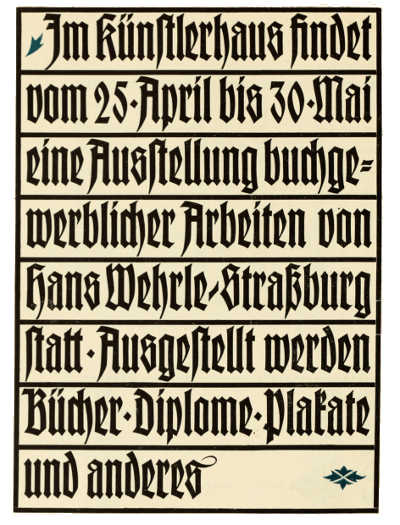 Im Künstlerhaus findet
vom 25·April bis 30·Mai
eine Ausstellung buchge=
werblicher Arbeiten von
Hans Wehrle-Straßburg
statt·Ausgestellt werden
Bücher·Diplome·Plakate
und anderes